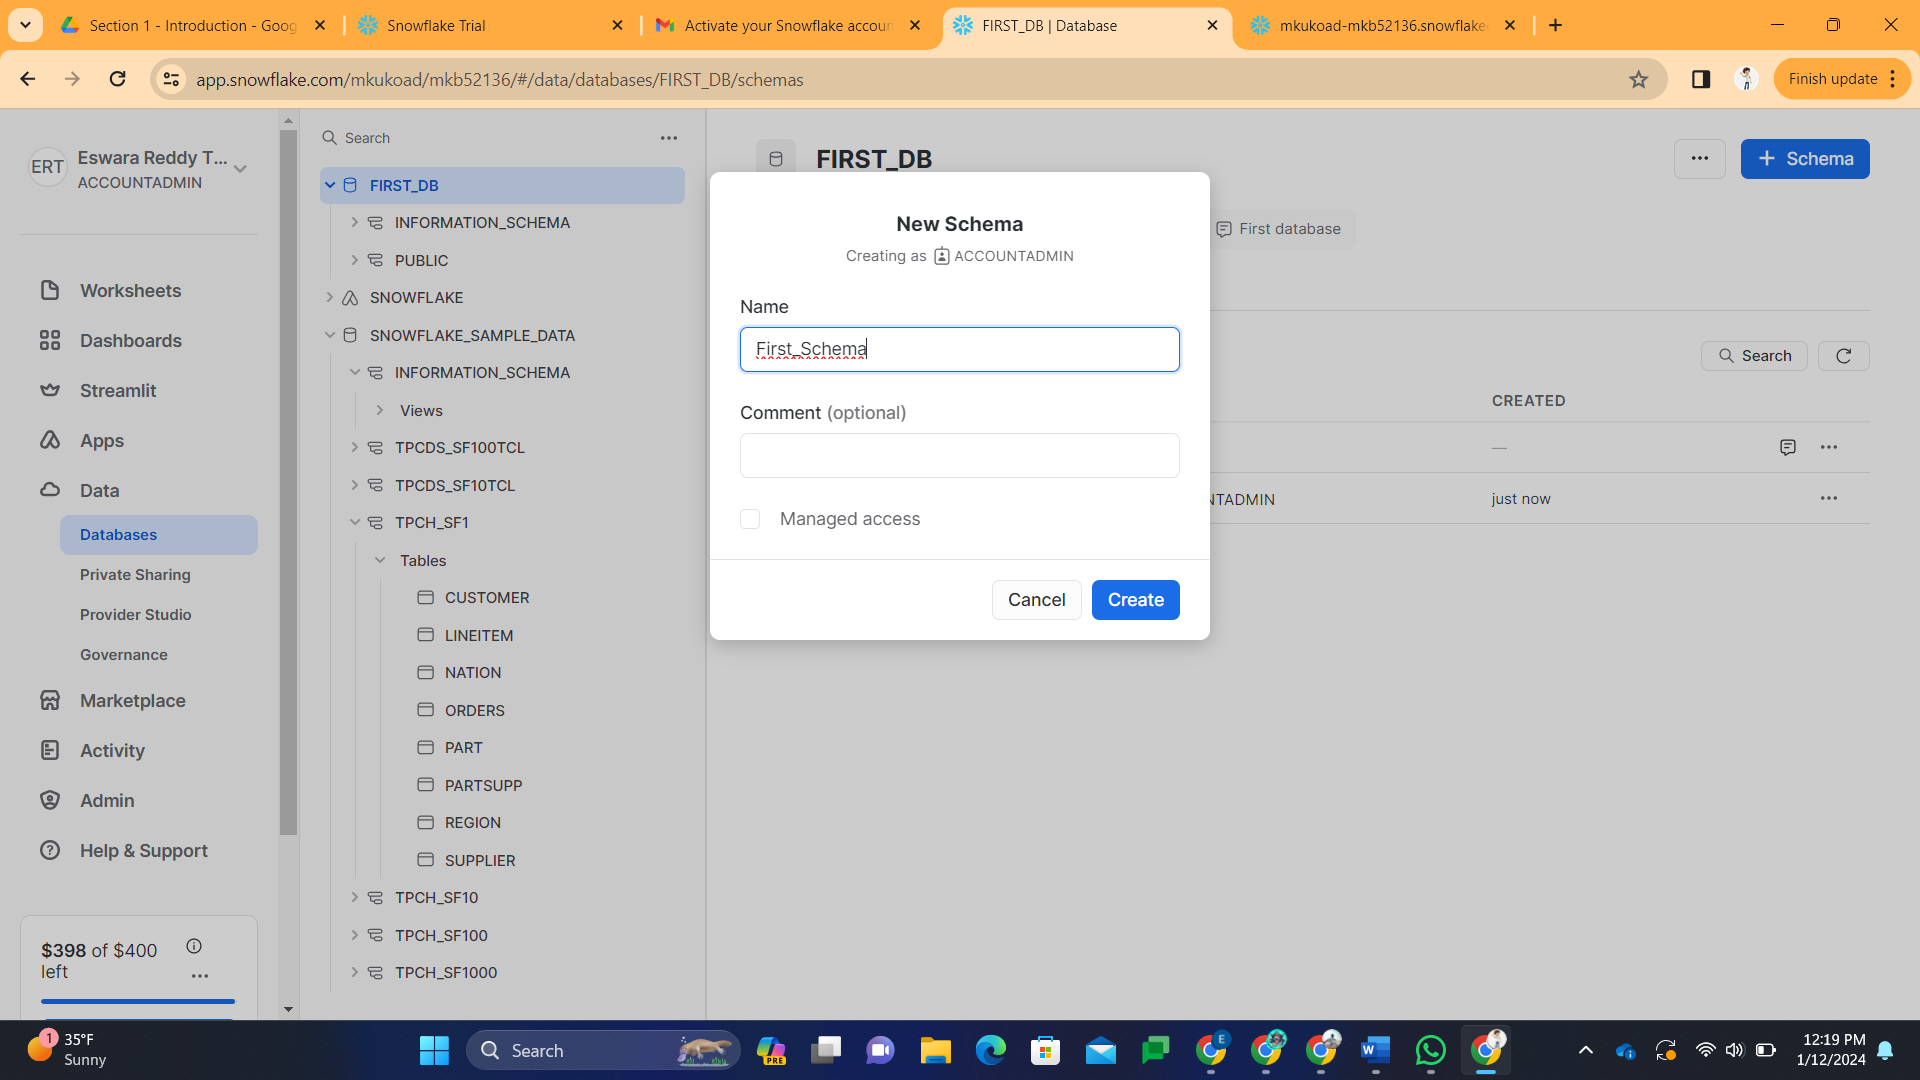 Section 1 - Introduction - Goog
Snowflake Trial
Activate your Snowflake accoun
FIRST_DB | Database
mkukoad-mkb52136.snowflake
app.snowflake.com/mkukoad/mkb52136/#/data/databases/FIRST_DB/schemas
Finish update
ERT
Eswara Reddy T...
ACCOUNTADMIN
Worksheets
Dashboards
Streamlit
Apps
Data
Databases
Private Sharing
Provider Studio
Governance
Marketplace
Activity
Admin
Help & Support
$398 of $400
left
Search
FIRST_DB
INFORMATION_SCHEMA
PUBLIC
SNOWFLAKE
SNOWFLAKE_SAMPLE_DATA
INFORMATION_SCHEMA
Views
TPCDS_SF100TCL
TPCDS_SF10TCL
TPCH_SF1
Tables
CUSTOMER
LINEITEM
NATION
ORDERS
PART
PARTSUPP
REGION
SUPPLIER
TPCH_SF10
TPCH_SF100
TPCH_SF1000
FIRST_DB
+ Schema
First database
Search
CREATED
—
NTADMIN
just now
New Schema
Creating as ACCOUNTADMIN
Name
First_Schema
Comment (optional)
Managed access
Cancel
Create
1
35°F
Sunny
Search
PRE
E
12:19 PM
1/12/2024